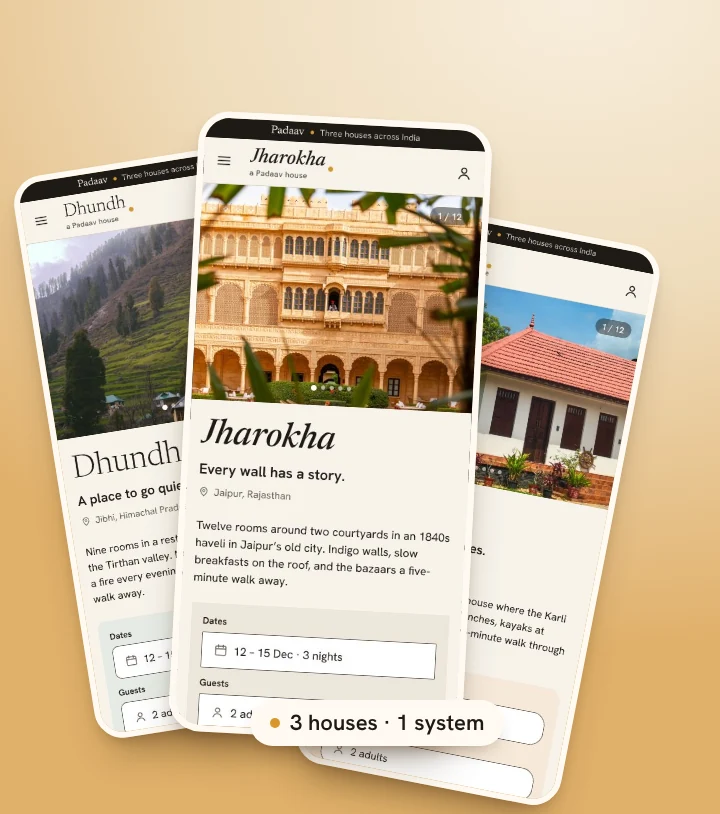 Padaav • Three houses across
Dhundh.
a Padaav house
Dhundh
A place to go quie
Jibhi, Himachal Prad
Nine rooms in a rest
the Tirthan valley.
a fire every evenin
walk away.
Dates
12 – 1
Guests
2 ad
Padaav • Three houses across India
Jharokha.
a Padaav house
1 / 12
Jharokha
Every wall has a story.
Jaipur, Rajasthan
Twelve rooms around two courtyards in an 1840s
haveli in Jaipur’s old city. Indigo walls, slow
breakfasts on the roof, and the bazaars a five-
minute walk away.
Dates
12 – 15 Dec · 3 nights
Guests
2 ad
• Three houses across India
1 / 12
es.
house where the Karli
nches, kayaks at
-minute walk through
2 adults
3 houses · 1 system